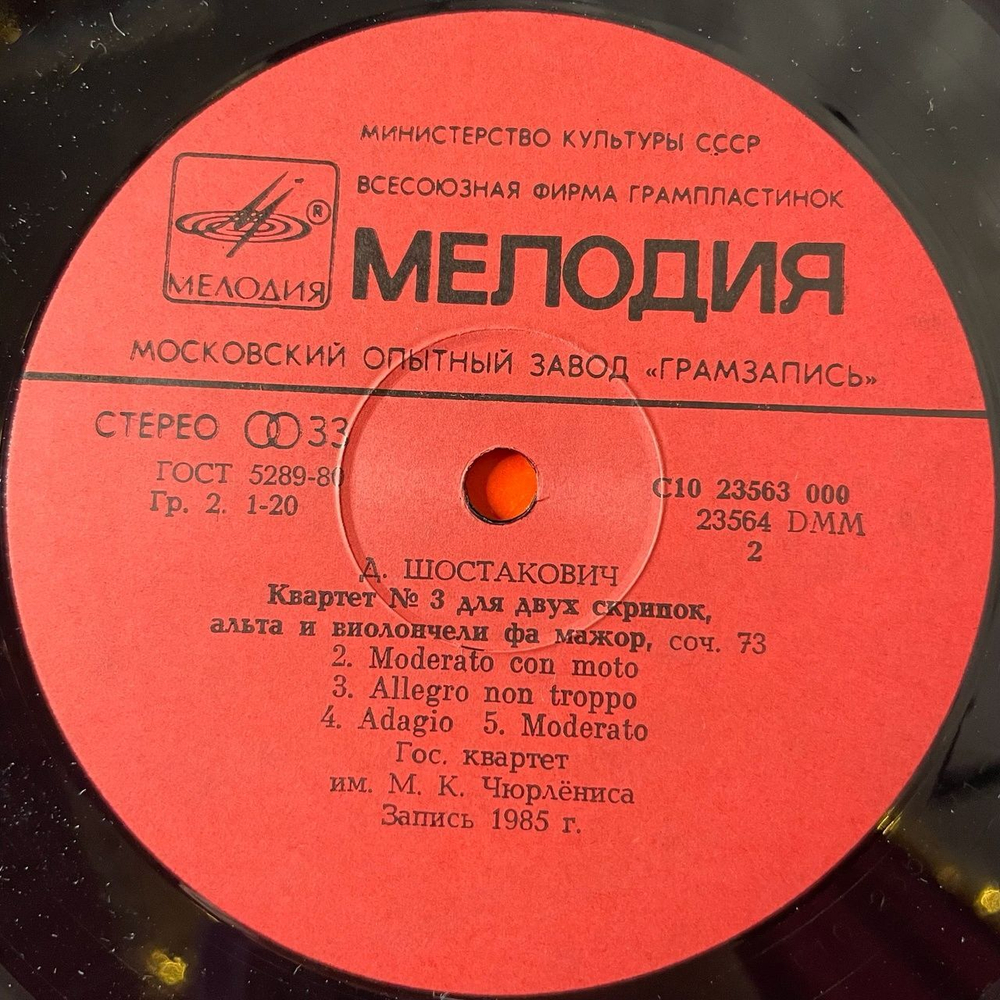 МИНИСТЕРСТВО КУЛЬТУРЫ СССР
ВСЕСОЮЗНАЯ ФИРМА ГРАМПЛАСТИНОК
МЕЛОДИЯ ®
МЕЛОДИЯ
МОСКОВСКИЙ ОПЫТНЫЙ ЗАВОД «ГРАМЗАПИСЬ»
СТЕРЕО 33
ГОСТ 5289-80
Гр. 2. 1-20
С10 23563 000
23564 DMM
2
Д. ШОСТАКОВИЧ
Квартет № 3 для двух скрипок,
альта и виолончели фа мажор, соч. 73
2. Moderato con moto
3. Allegro non troppo
4. Adagio 5. Moderato
Гос. квартет
им. М. К. Чюрлёниса
Запись 1985 г.